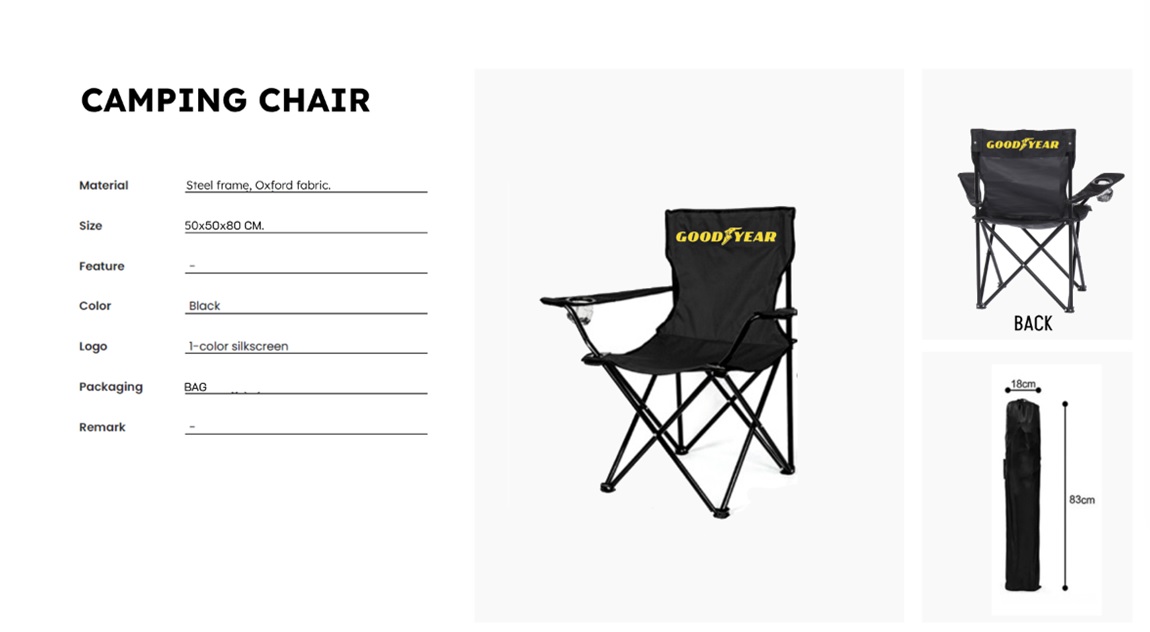 CAMPING CHAIR
Material Steel frame, Oxford fabric.
Size 50x50x80 CM.
Feature -
Color Black
Logo 1-color silkscreen
Packaging BAG
Remark -
GOODYEAR
GOODYEAR
BACK
18cm
83cm